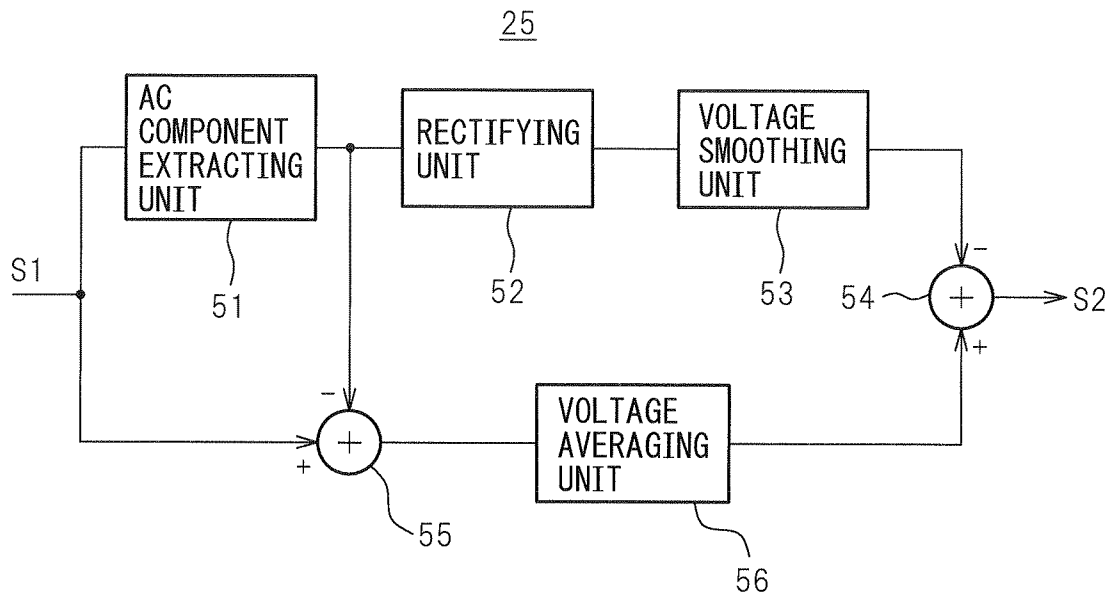 25
AC
COMPONENT
EXTRACTING
UNIT
RECTIFYING
UNIT
VOLTAGE
SMOOTHING
UNIT
51
52
53
S1
-
54
+
S2
+
-
+
+
VOLTAGE
AVERAGING
UNIT
55
56